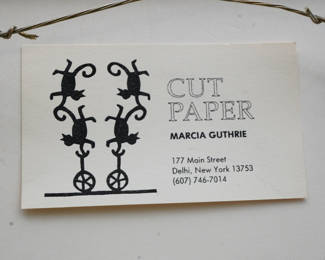 CUT
PAPER
MARCIA GUTHRIE
177 Main Street
Delhi, New York 13753
(607) 746-7014